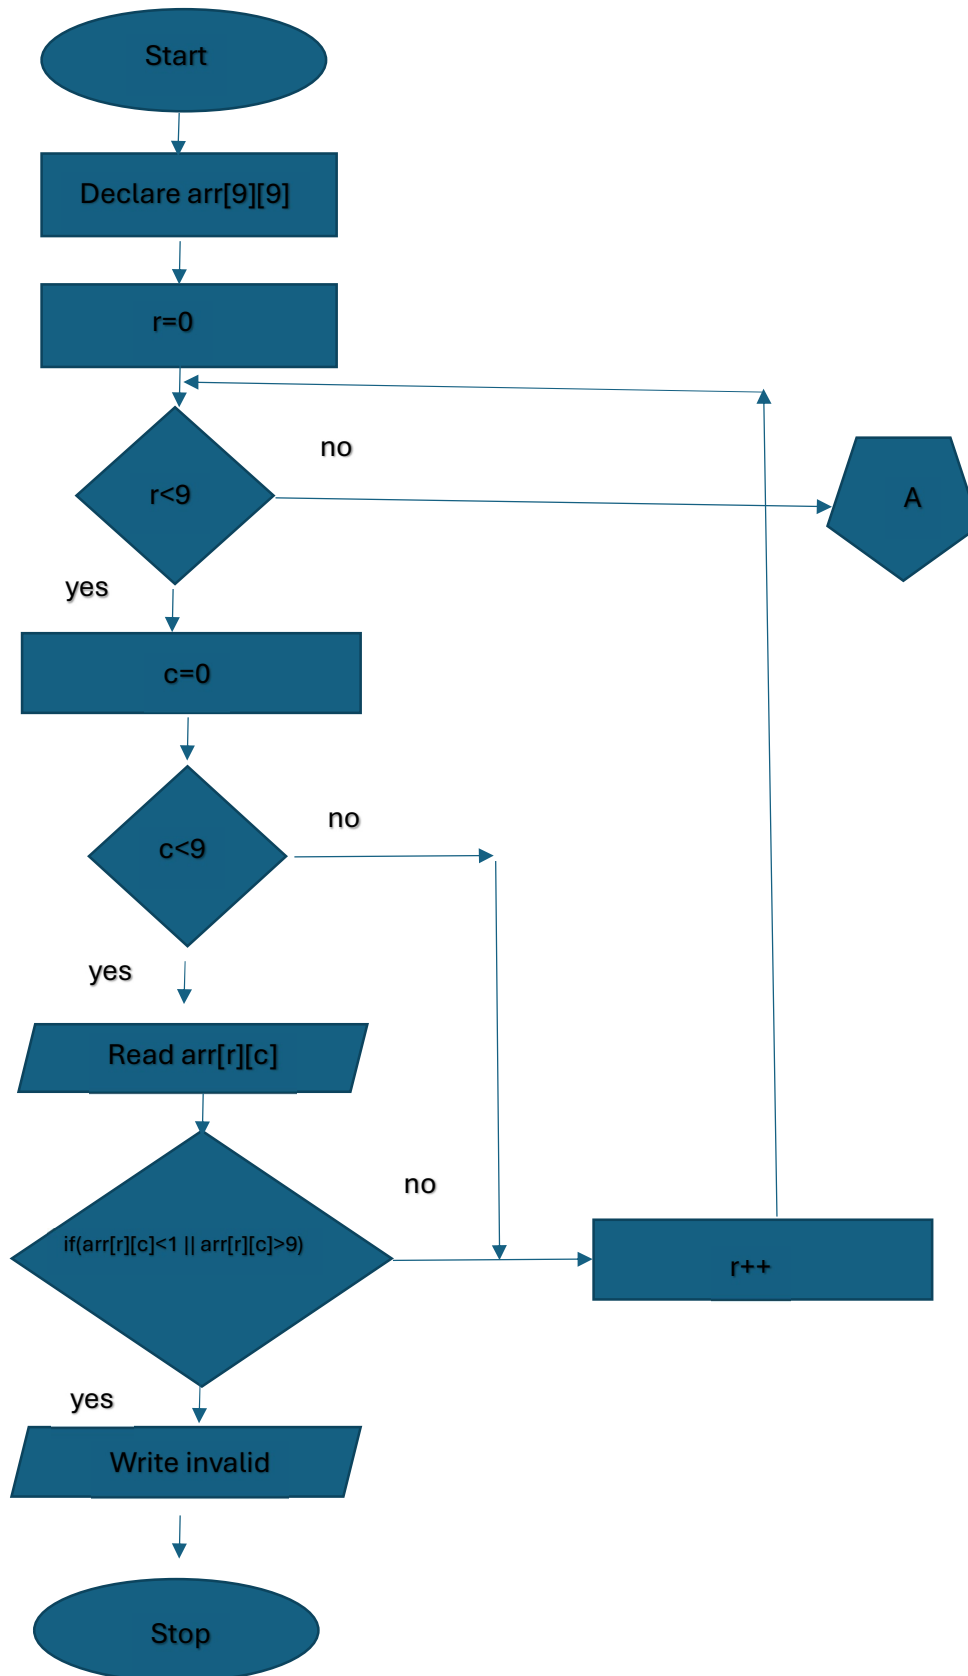 Start
Declare arr[9][9]
r=0
no
r<9
A
yes
c=0
no
c<9
yes
Read arr[r][c]
no
if(arr[r][c]<1 || arr[r][c]>9)
r++
yes
Write invalid
Stop